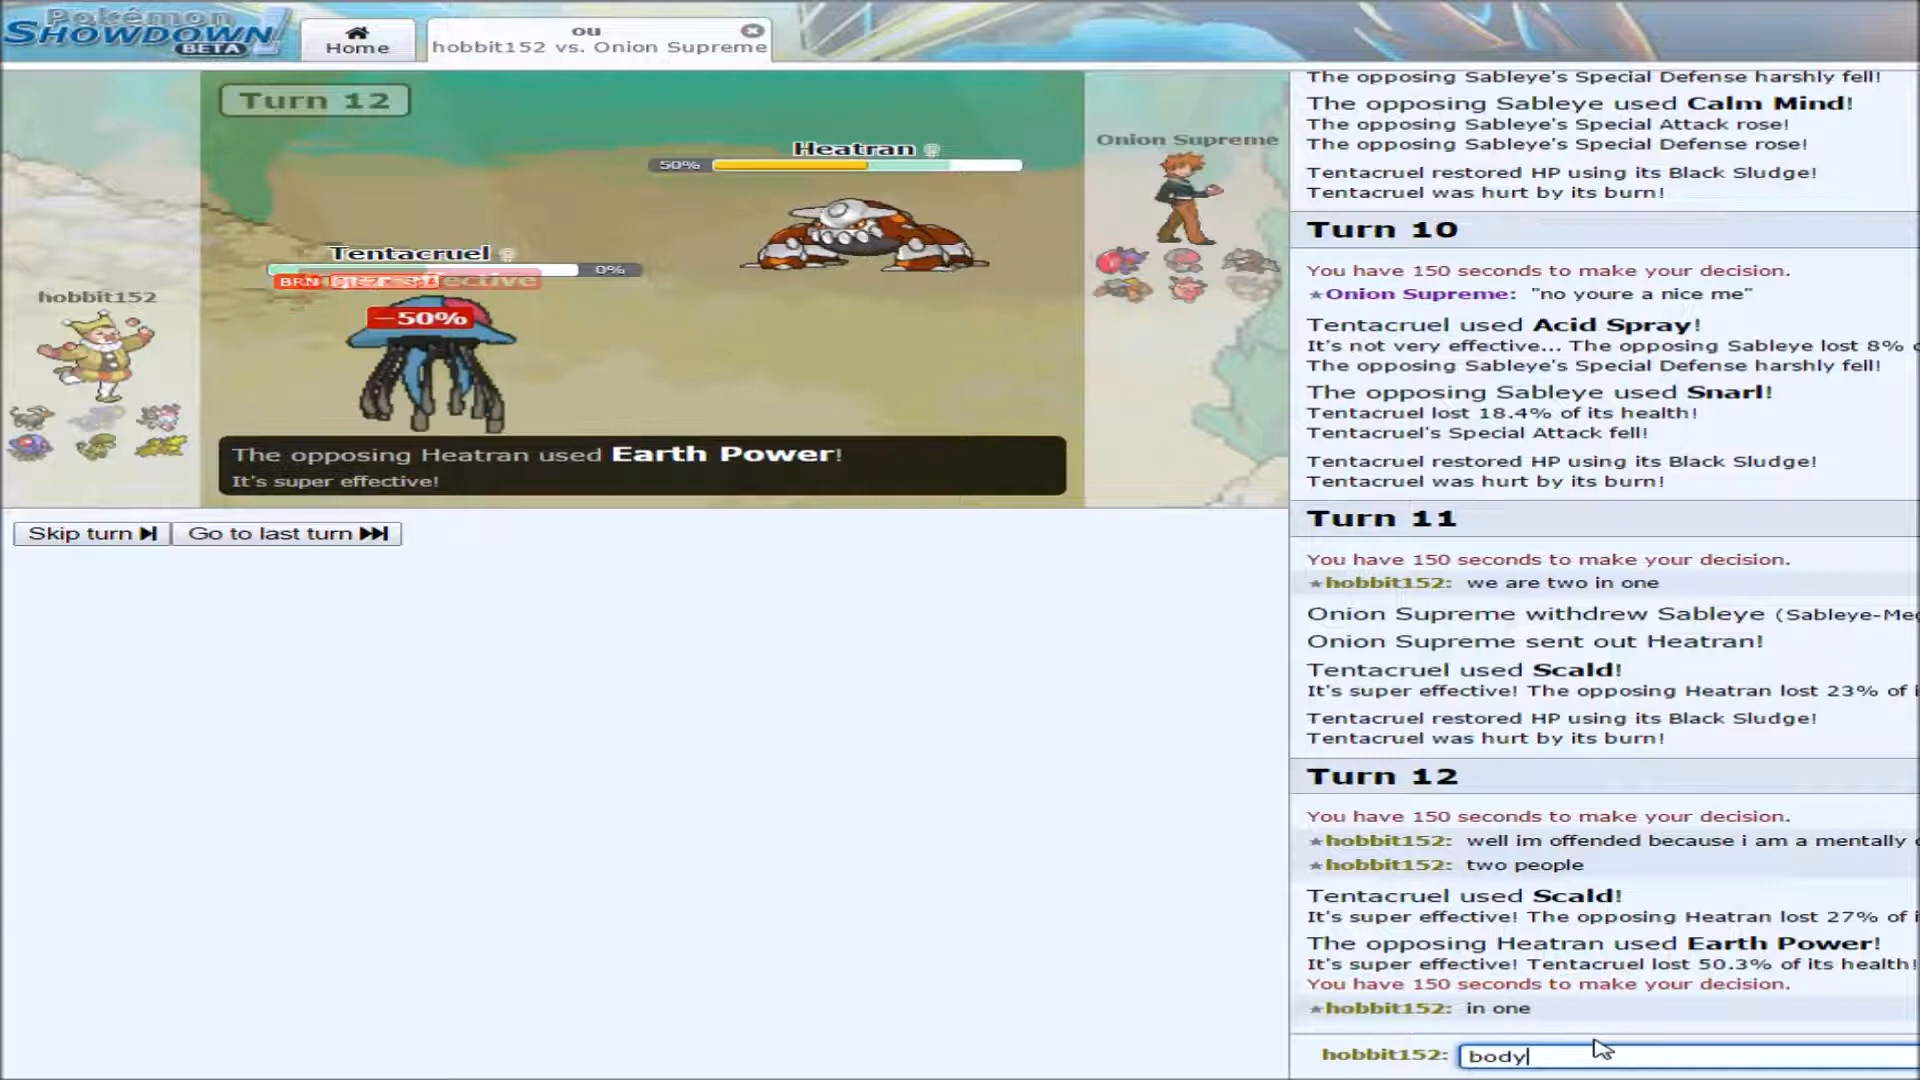 Pokémon
SHOWDOWN!
BETA
Home
ou
hobbit152 vs. Onion Supreme
Turn 12
Heatran
50%
Onion Supreme
Tentacruel
0%
BRN
-50%
hobbit152
The opposing Heatran used Earth Power!
It's super effective!
Skip turn
Go to last turn
The opposing Sableye's Special Defense harshly fell!
The opposing Sableye used Calm Mind!
The opposing Sableye's Special Attack rose!
The opposing Sableye's Special Defense rose!
Tentacruel restored HP using its Black Sludge!
Tentacruel was hurt by its burn!
Turn 10
You have 150 seconds to make your decision.
★Onion Supreme: "no youre a nice me"
Tentacruel used Acid Spray!
It's not very effective... The opposing Sableye lost 8%
The opposing Sableye's Special Defense harshly fell!
The opposing Sableye used Snarl!
Tentacruel lost 18.4% of its health!
Tentacruel's Special Attack fell!
Tentacruel restored HP using its Black Sludge!
Tentacruel was hurt by its burn!
Turn 11
You have 150 seconds to make your decision.
★hobbit152: we are two in one
Onion Supreme withdrew Sableye (Sableye-Me
Onion Supreme sent out Heatran!
Tentacruel used Scald!
It's super effective! The opposing Heatran lost 23% of
Tentacruel restored HP using its Black Sludge!
Tentacruel was hurt by its burn!
Turn 12
You have 150 seconds to make your decision.
★hobbit152: well im offended because i am a mentally
★hobbit152: two people
Tentacruel used Scald!
It's super effective! The opposing Heatran lost 27% of
The opposing Heatran used Earth Power!
It's super effective! Tentacruel lost 50.3% of its health!
You have 150 seconds to make your decision.
★hobbit152: in one
hobbit152: body